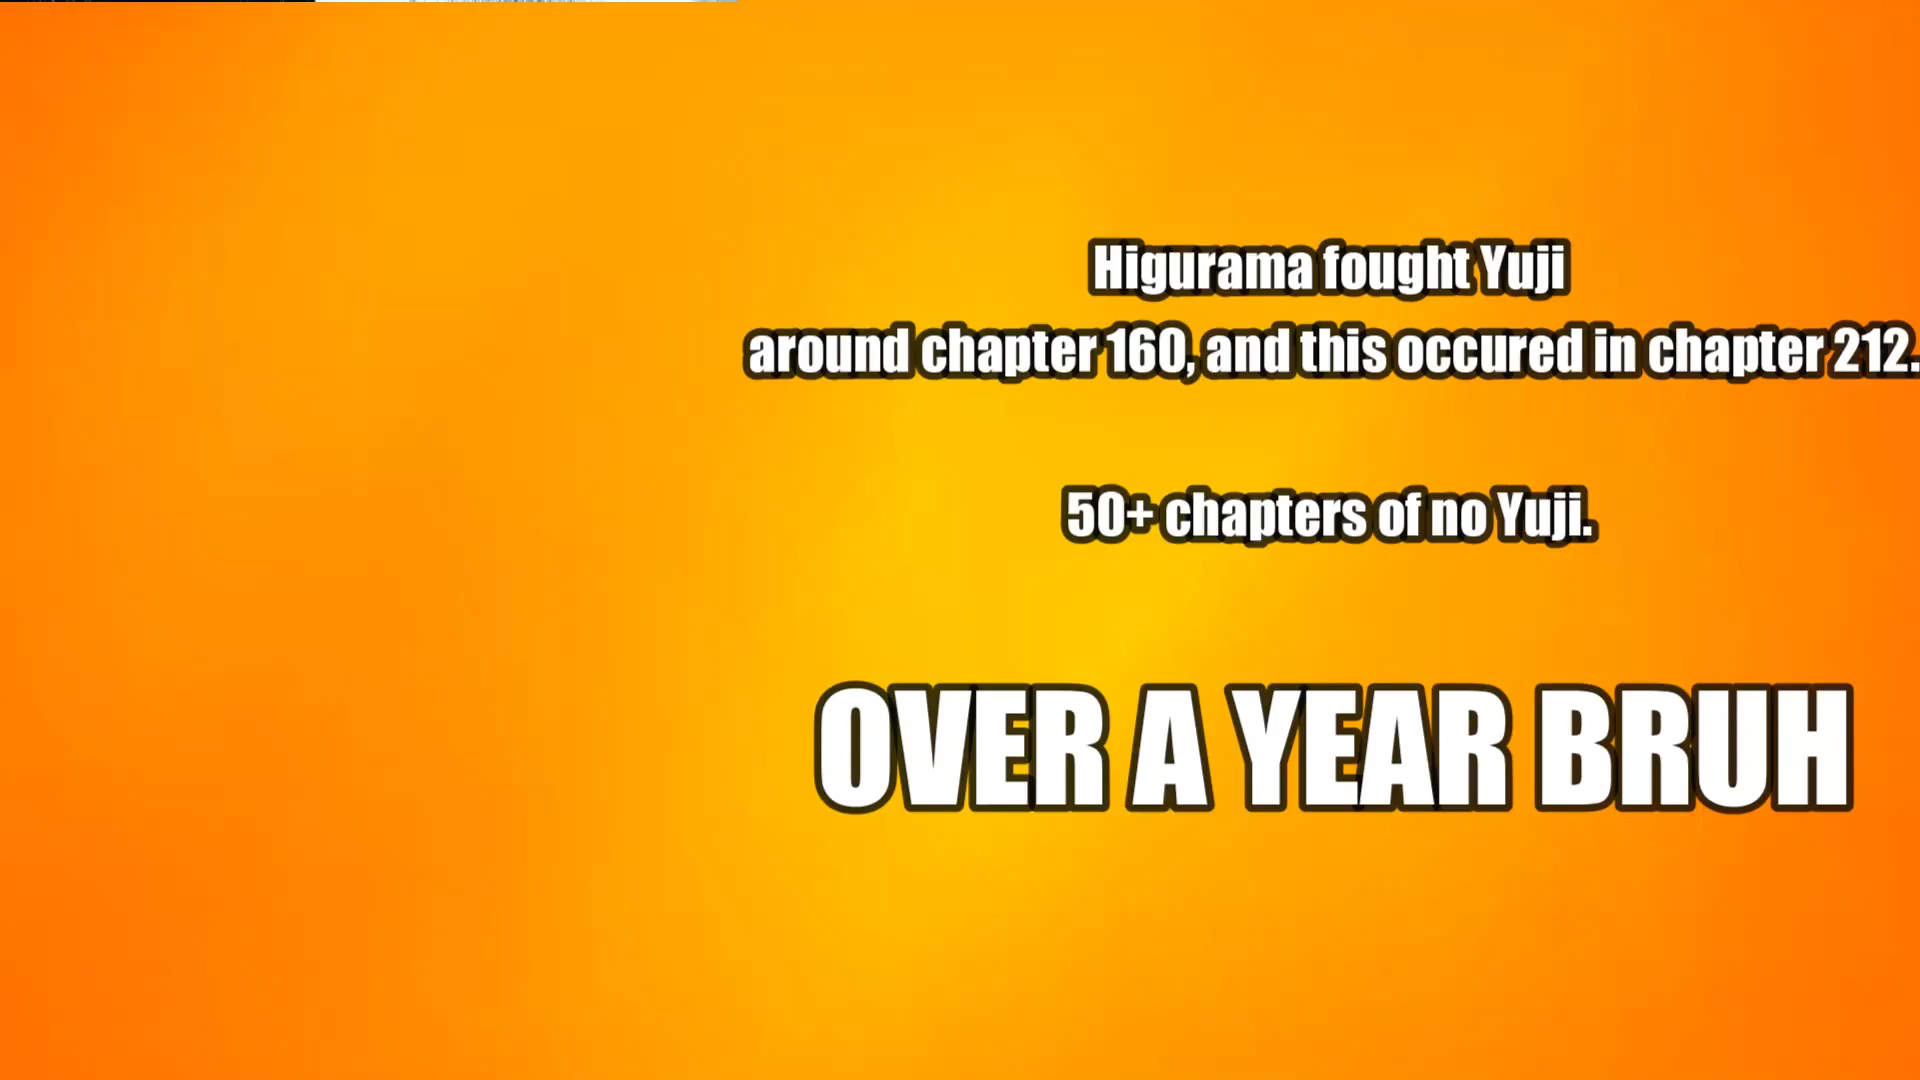 Higurama fought Yuji
around chapter 160, and this occured in chapter 212.
50+ chapters of no Yuji.
OVER A YEAR BRUH